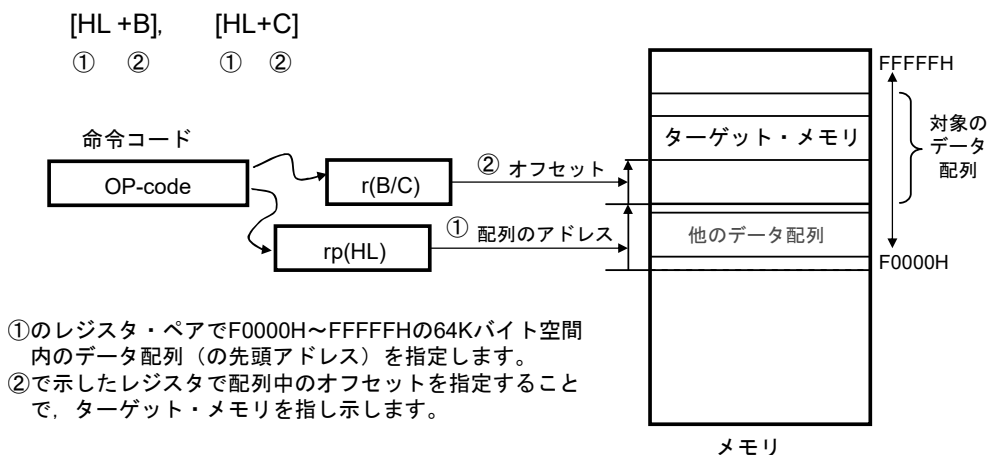 [HL +B], [HL+C]
① ② ① ②
命令コード
OP-code
r(B/C)
② オフセット
rp(HL)
① 配列のアドレス
FFFFFH
ターゲット・メモリ
対象の
データ
配列
他のデータ配列
F0000H
メモリ
①のレジスタ・ペアでF0000H～FFFFFHの64Kバイト空間
内のデータ配列（の先頭アドレス）を指定します。
②で示したレジスタで配列中のオフセットを指定すること
で，ターゲット・メモリを指し示します。